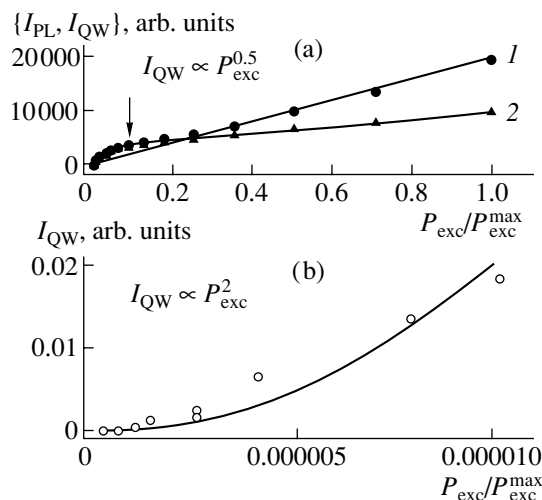 {I_PL, I_QW}, arb. units
(a)
I_QW ∝ P_exc^0.5
1
2
20000
10000
0
0 0.2 0.4 0.6 0.8 1.0
P_exc/P_exc^max
I_QW, arb. units
(b)
I_QW ∝ P_exc^2
0.02
0.01
0
0 0.000005 0.000010
P_exc/P_exc^max